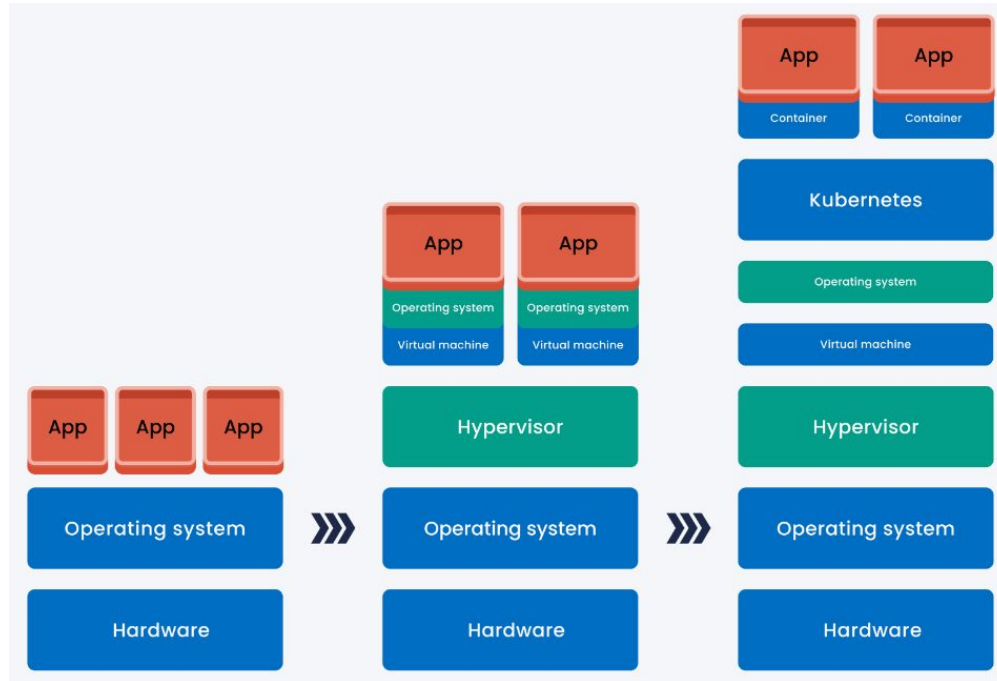 App
App
App
Operating system
Hardware
App
App
Operating system
Operating system
Virtual machine
Virtual machine
Hypervisor
Operating system
Hardware
App
App
Container
Container
Kubernetes
Operating system
Virtual machine
Hypervisor
Operating system
Hardware